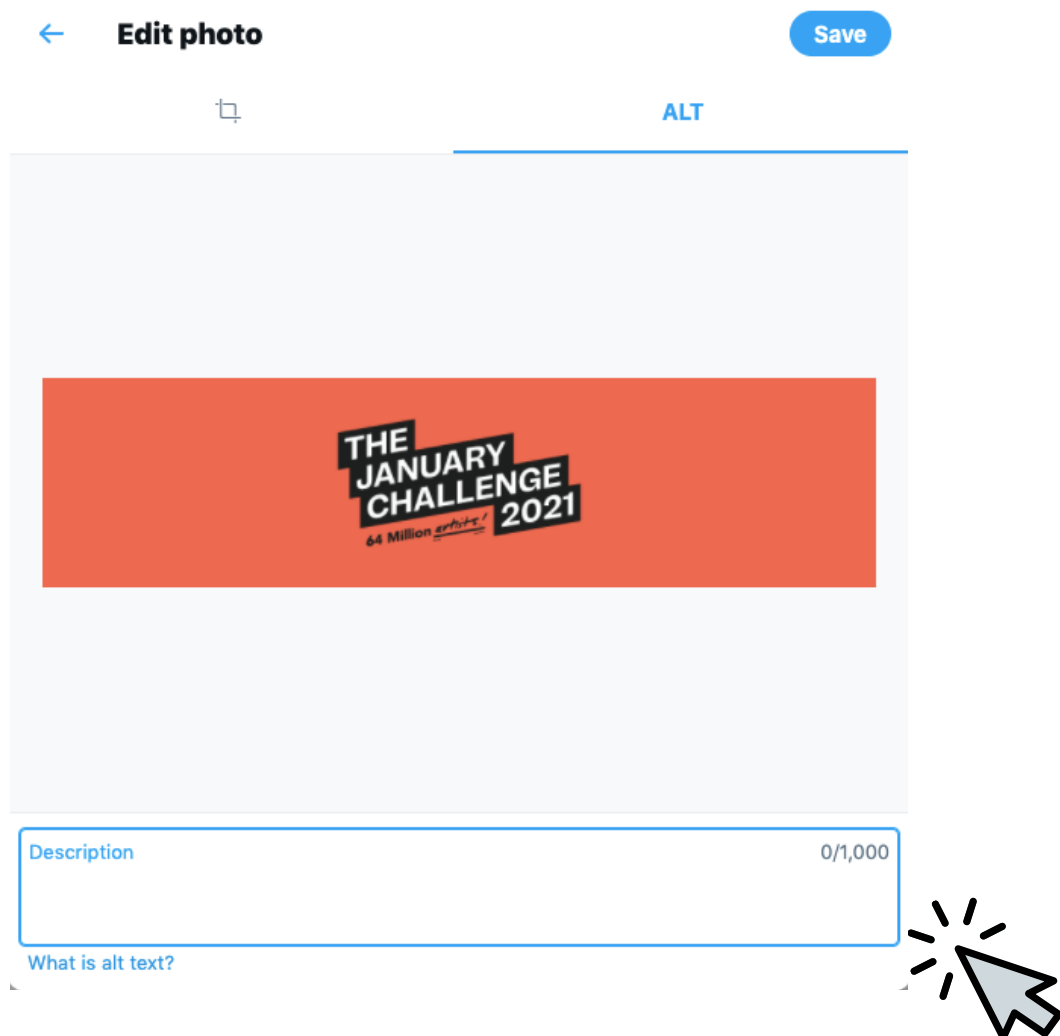 Edit photo
Save
ALT
THE
JANUARY
CHALLENGE
2021
64 Million artists!
Description
0/1,000
What is alt text?